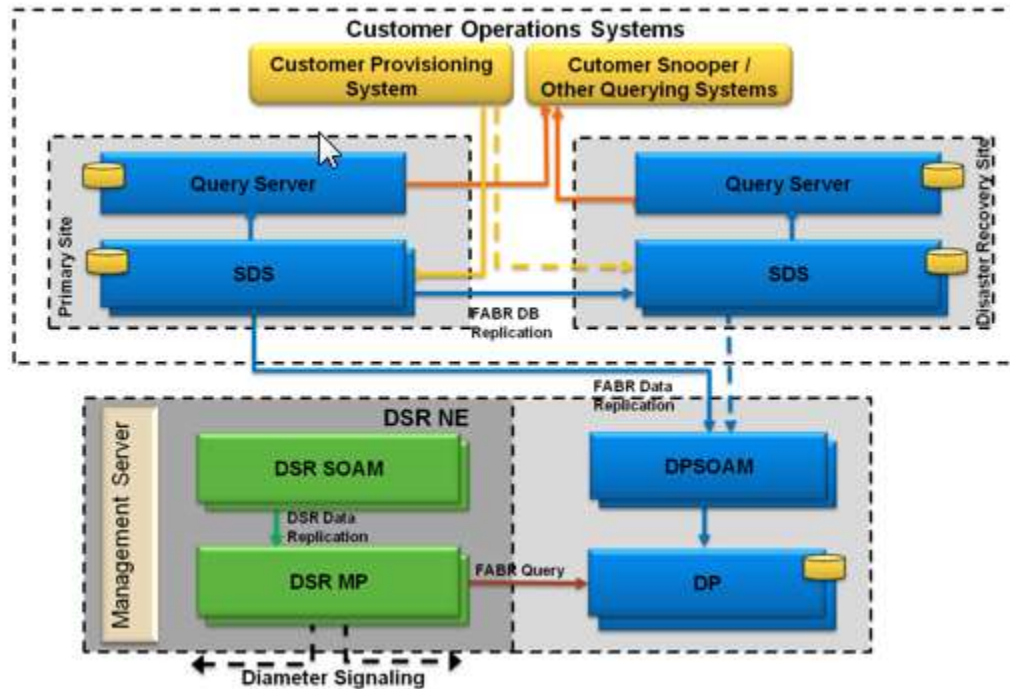 Customer Operations Systems
Customer Provisioning
System
Cutomer Snooper /
Other Querying Systems
Primary Site
Query Server
SDS
Query Server
SDS
Disaster Recovery Site
FABR DB
Replication
FABR Data
Replication
Management Server
DSR NE
DSR SOAM
DSR Data
Replication
DSR MP
FABR Query
DPSOAM
DP
Diameter Signaling